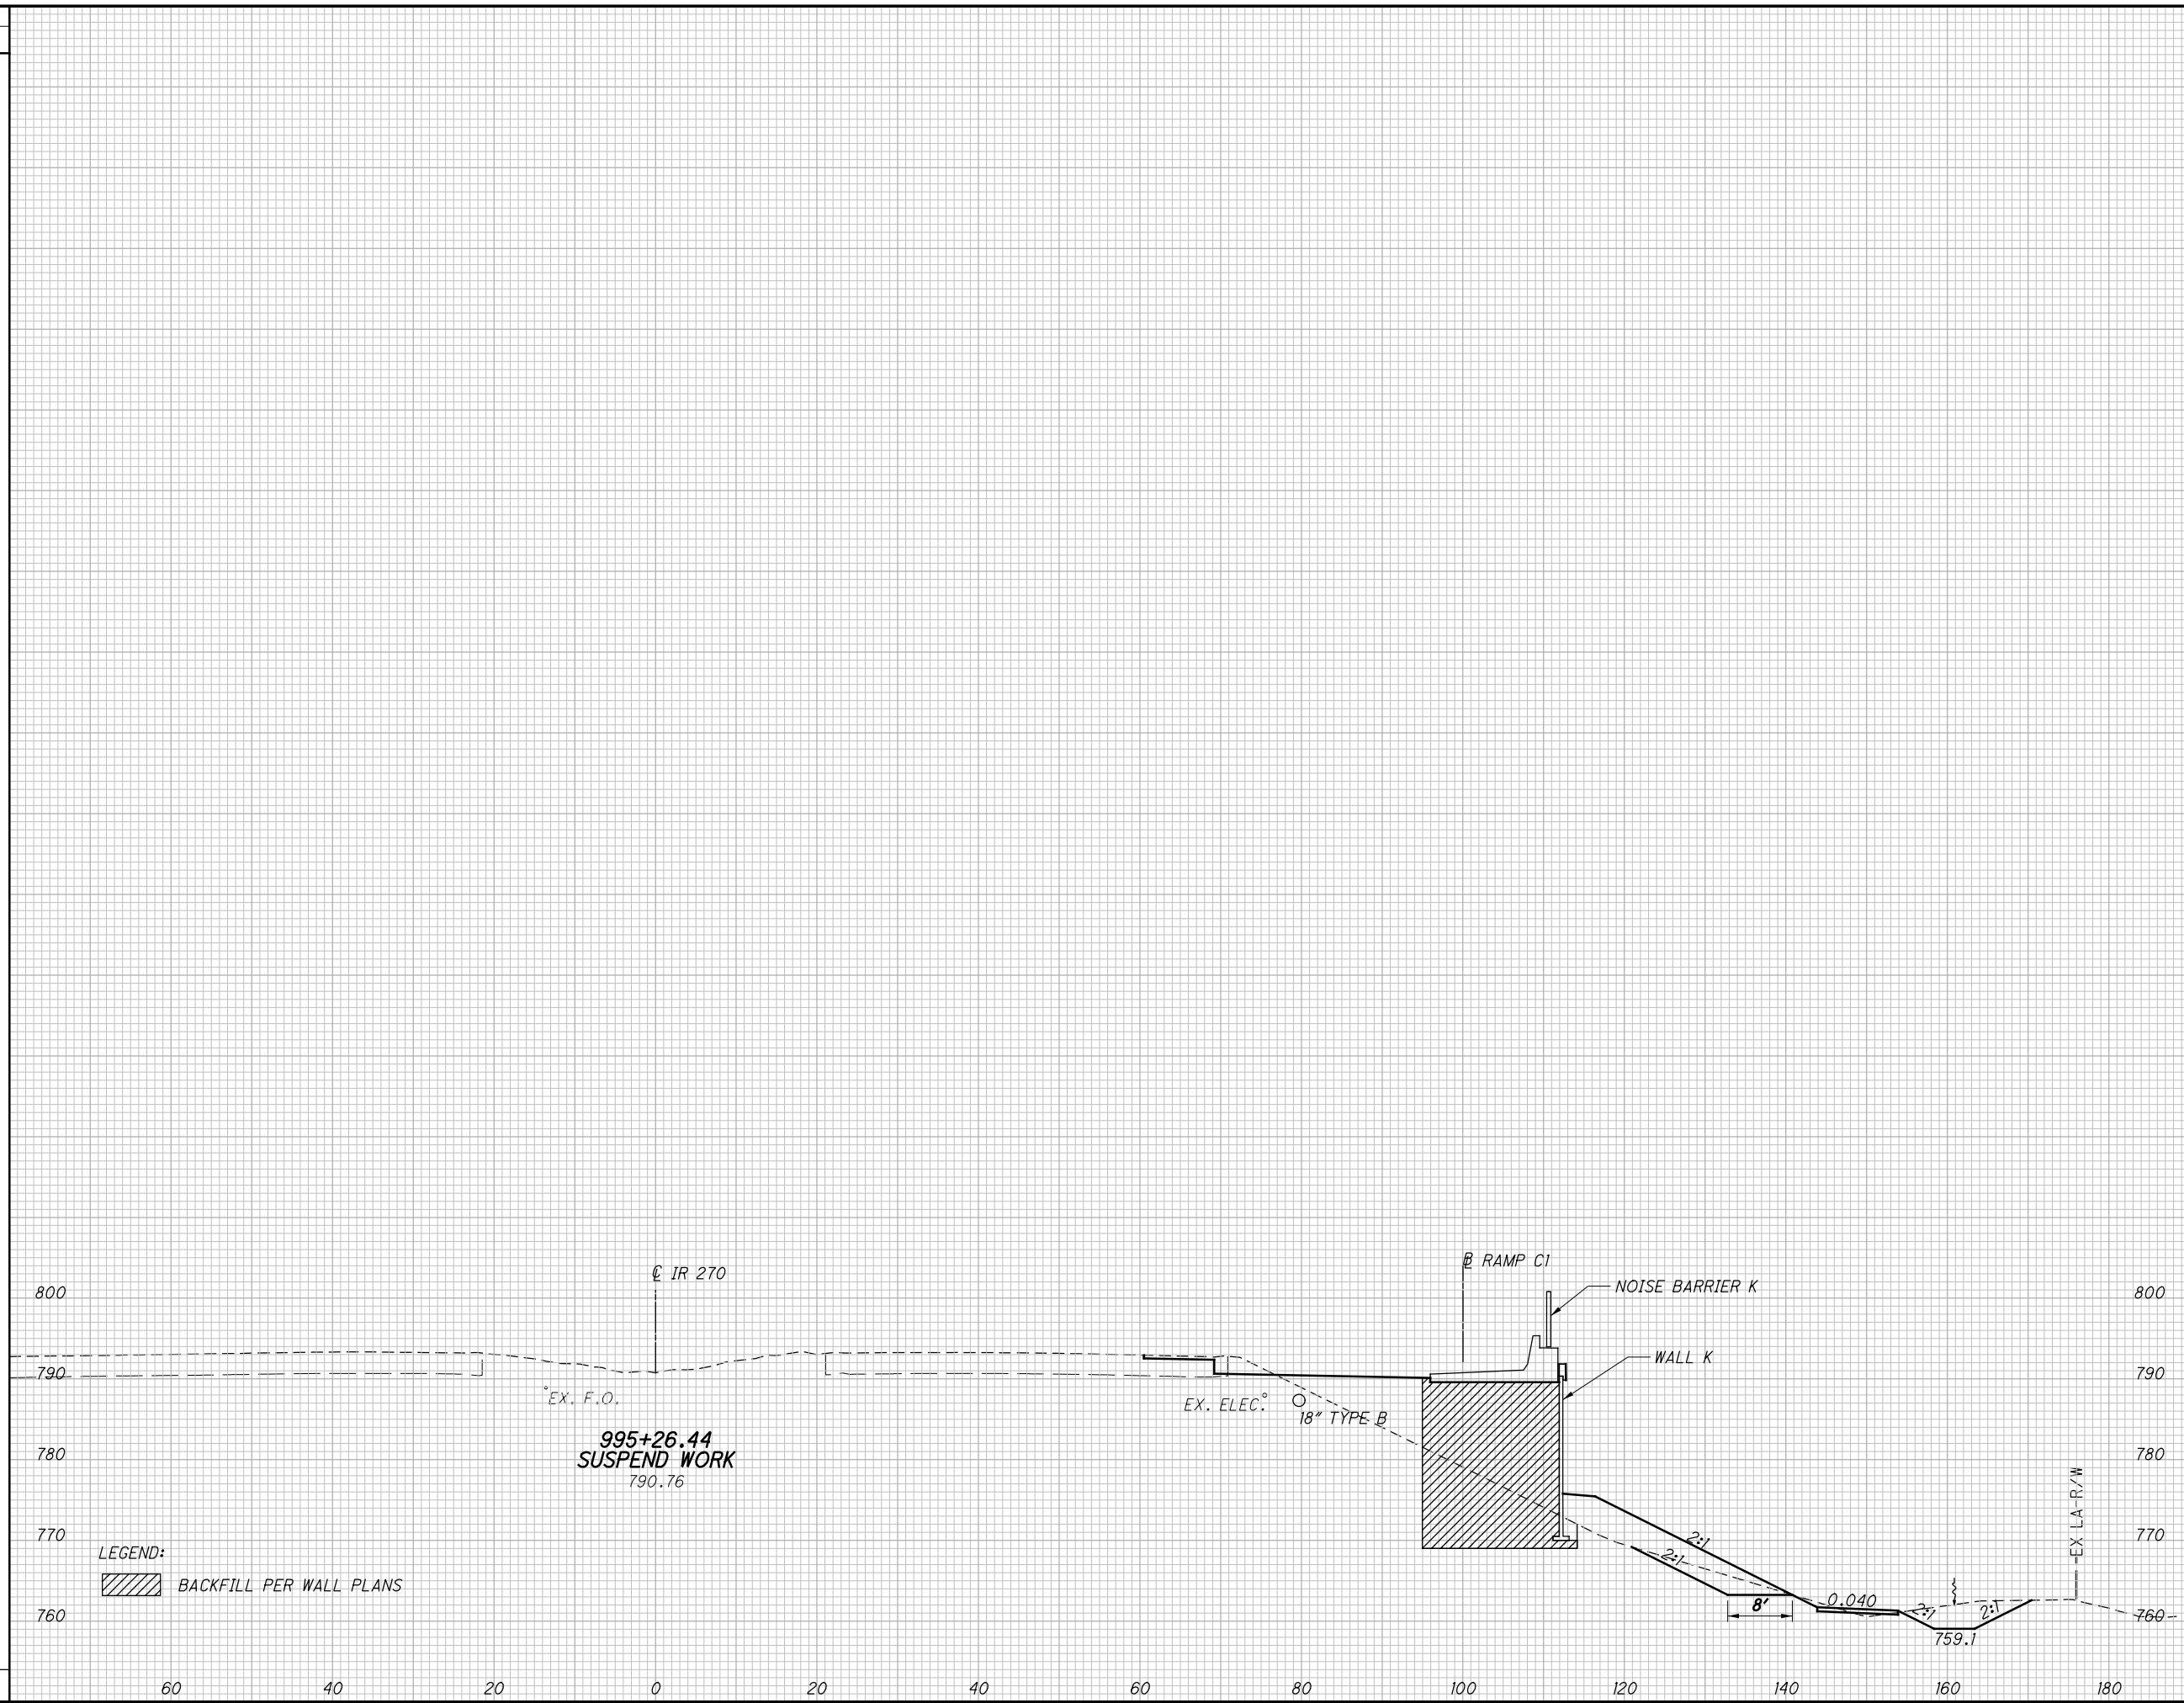 ℄ IR 270
℔ RAMP C1
NOISE BARRIER K
WALL K
800
800
790
790
780
780
770
770
760
760
EX. F.O.
EX. ELEC.
18" TYPE B
995+26.44
SUSPEND WORK
790.76
LEGEND:
BACKFILL PER WALL PLANS
2:1
2:1
8'
0.040
2:1
2:1
759.1
EX LA-R/W
60 40 20 0 20 40 60 80 100 120 140 160 180